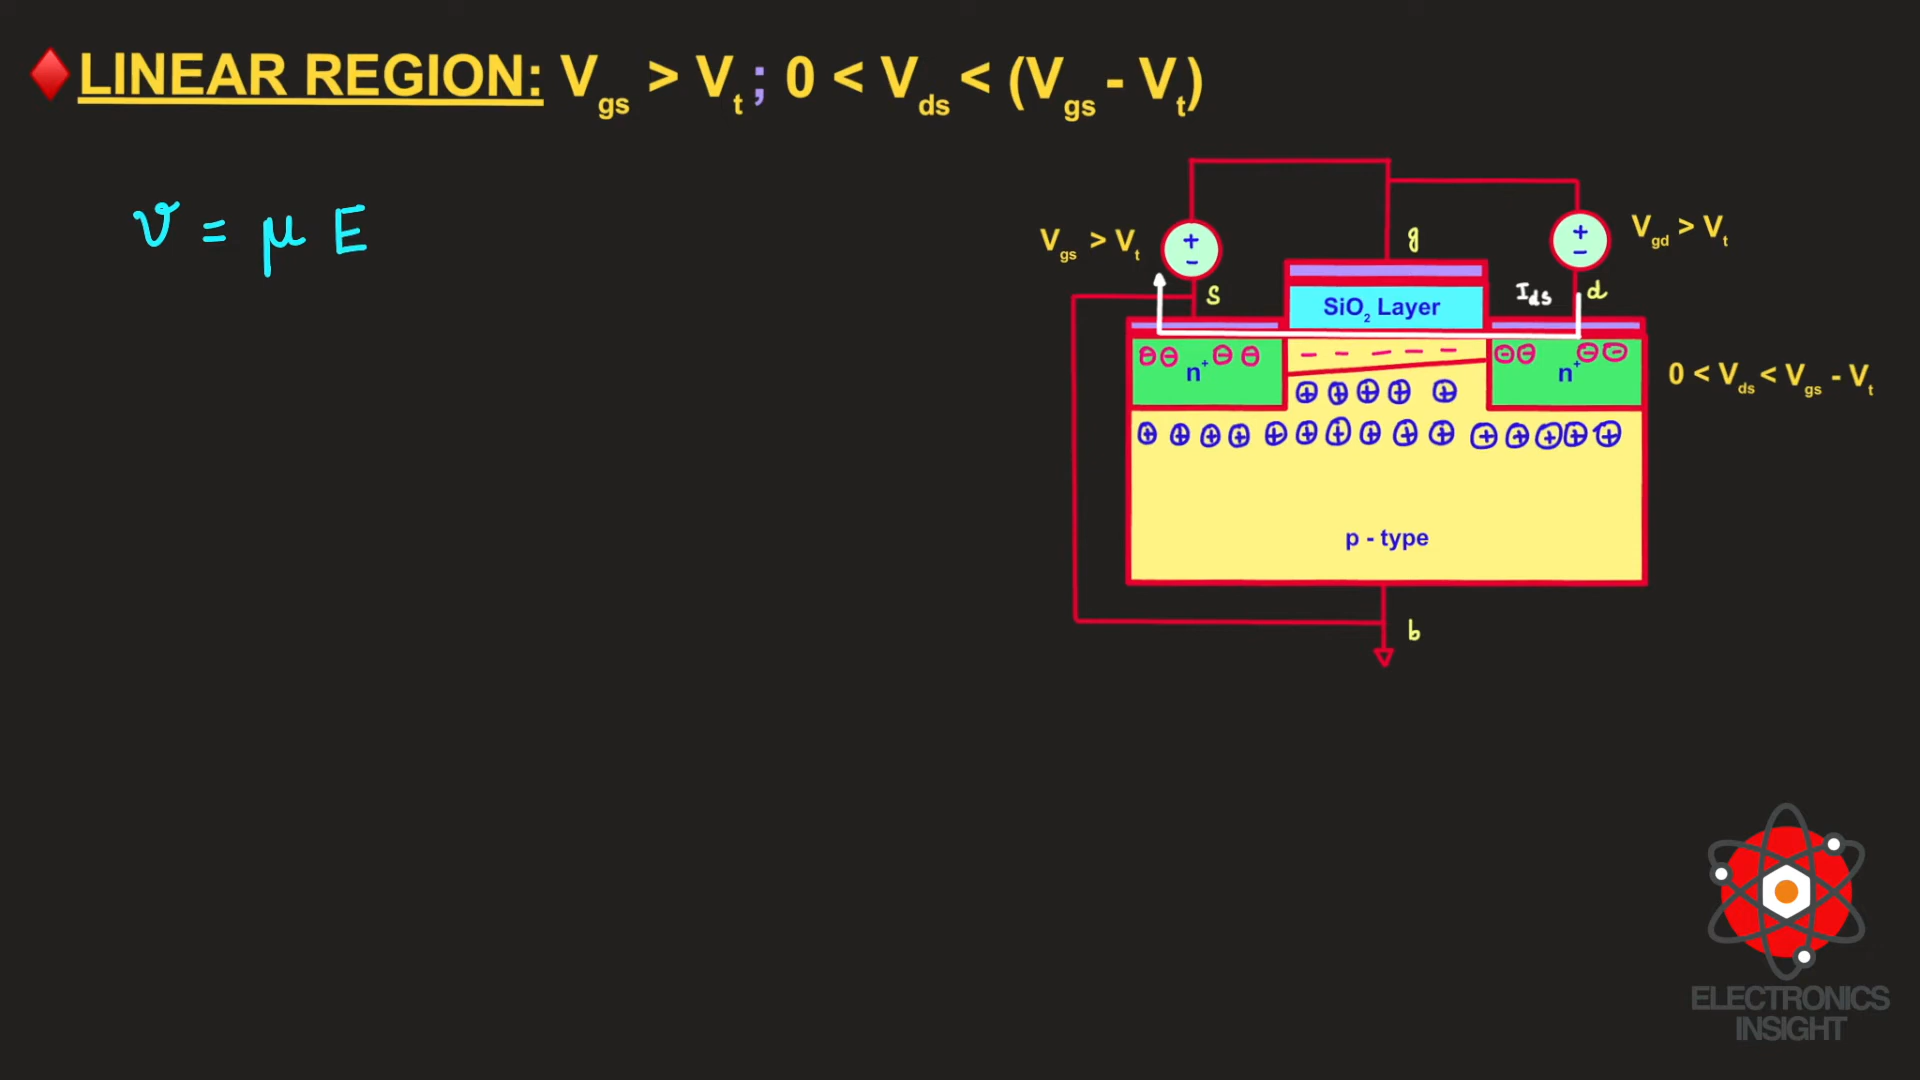 LINEAR REGION: Vgs > Vt ; 0 < Vds < (Vgs - Vt)
v = μ E
Vgs > Vt
+
−
g
+
−
Vgd > Vt
s
SiO2 Layer
Ids
d
n+
− − − − −
n+
0 < Vds < Vgs - Vt
p - type
b
ELECTRONICS
INSIGHT